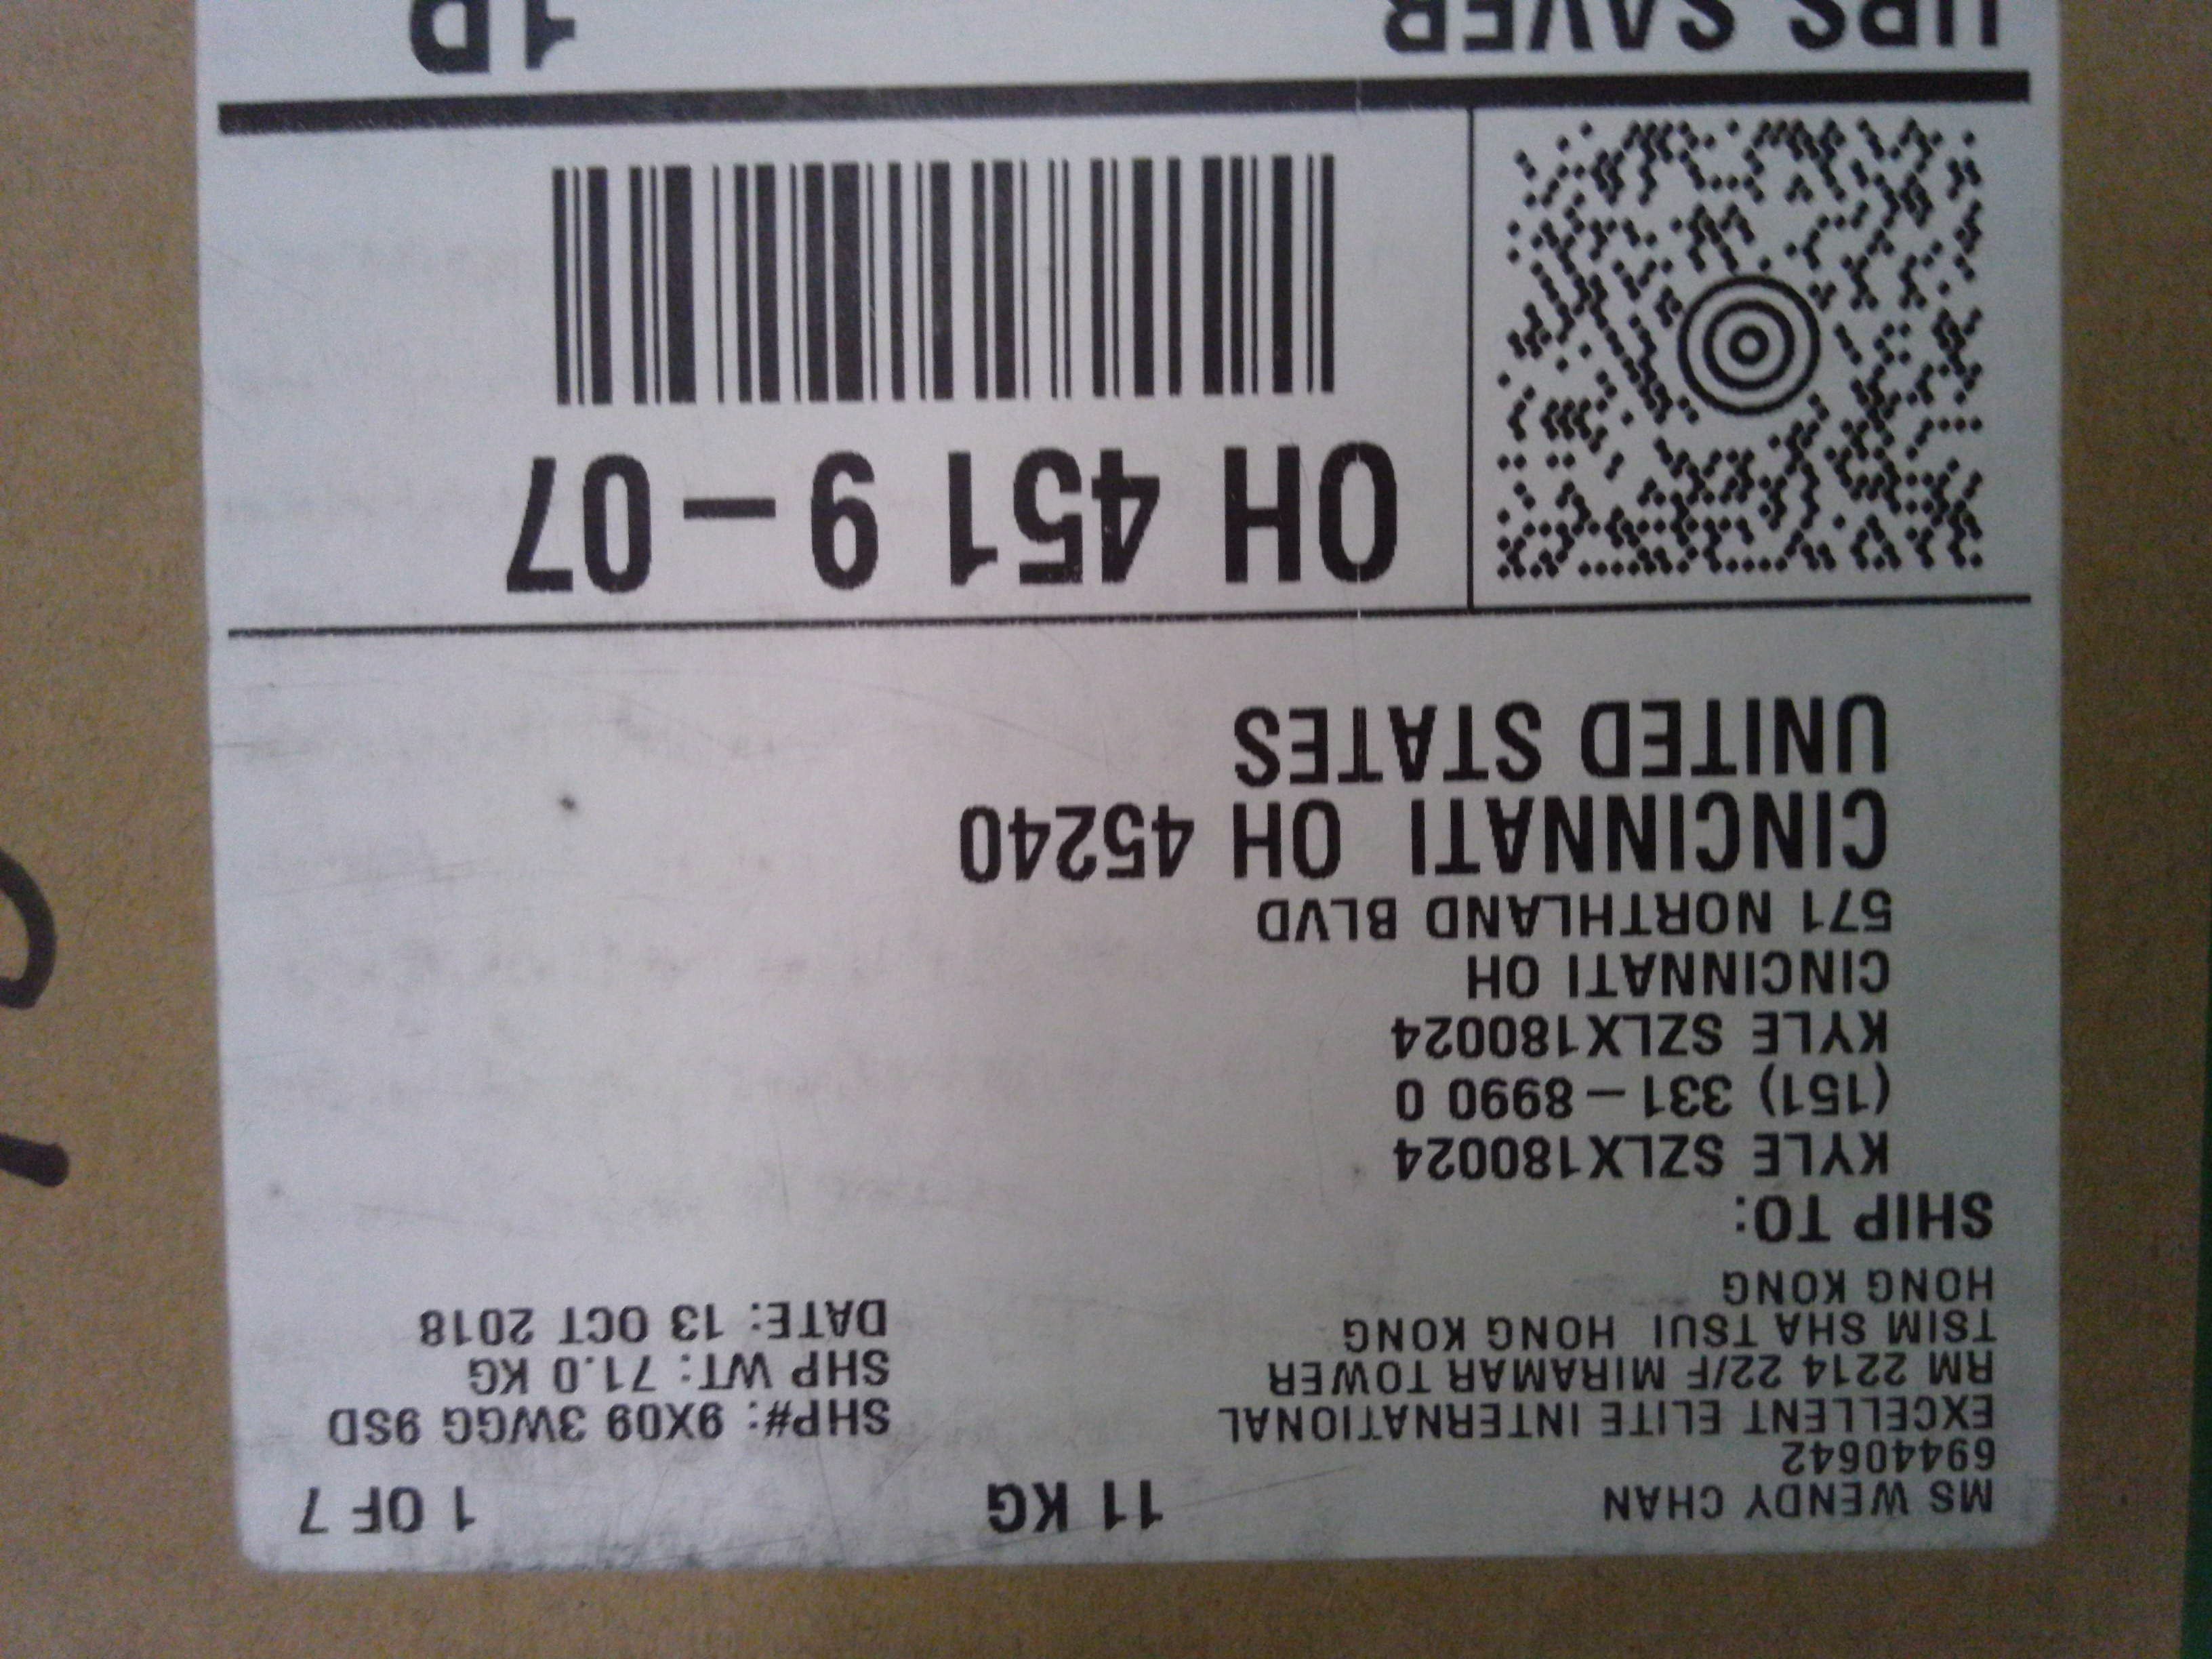 MS WENDY CHAN
69440642
EXCELLENT ELITE INTERNATIONAL
RM 2214 22/F MIRAMAR TOWER
TSIM SHA TSUI HONG KONG
HONG KONG
11 KG
1 OF 7
SHP#: 9X09 3WGG 9SD
SHP WT: 71.0 KG
DATE: 13 OCT 2018
SHIP TO:
KYLE SZLX180024
(151) 331-8990 0
KYLE SZLX180024
CINCINNATI OH
571 NORTHLAND BLVD
CINCINNATI OH 45240
UNITED STATES
OH 451 9-07
UPS SAVER